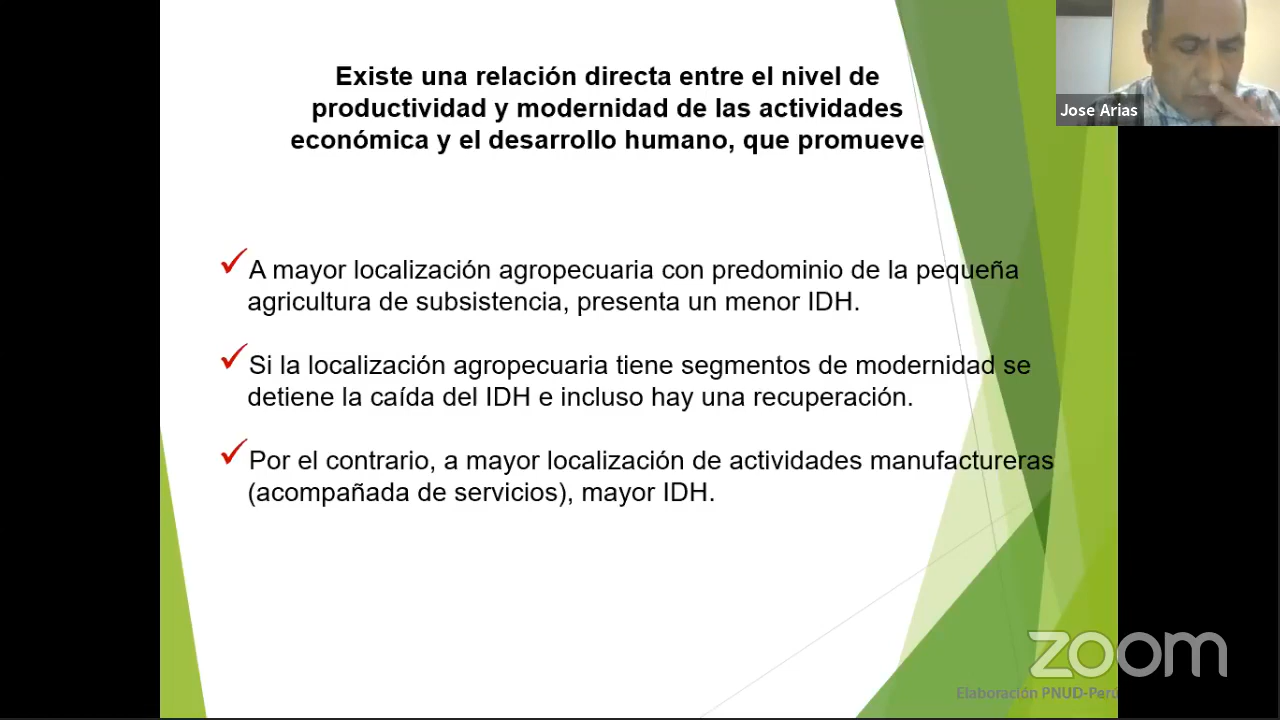 Existe una relación directa entre el nivel de
productividad y modernidad de las actividades
económica y el desarrollo humano, que promueve
Jose Arias
✓A mayor localización agropecuaria con predominio de la pequeña
agricultura de subsistencia, presenta un menor IDH.
✓Si la localización agropecuaria tiene segmentos de modernidad se
detiene la caída del IDH e incluso hay una recuperación.
✓Por el contrario, a mayor localización de actividades manufactureras
(acompañada de servicios), mayor IDH.
zoom
Elaboración PNUD-Perú